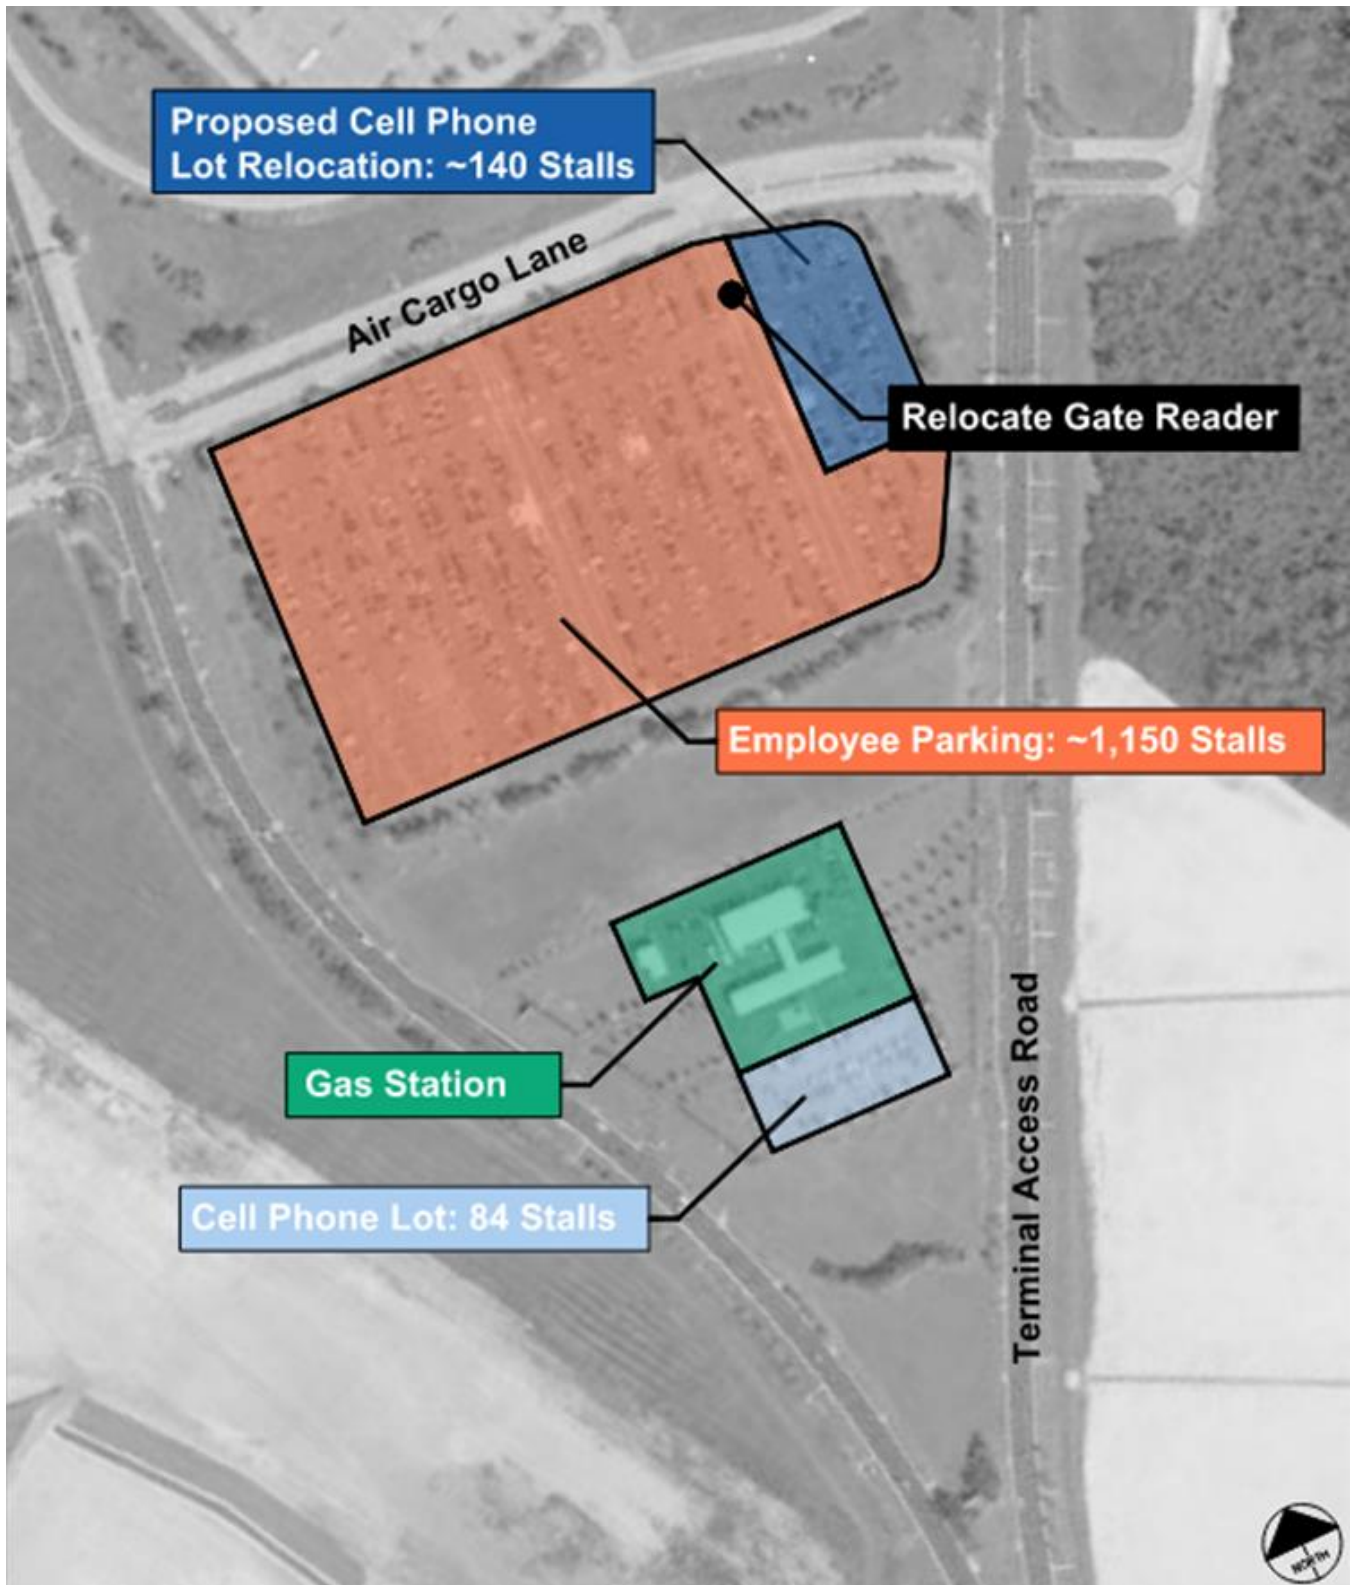 Proposed Cell Phone
Lot Relocation: ~140 Stalls
Air Cargo Lane
Relocate Gate Reader
Employee Parking: ~1,150 Stalls
Gas Station
Terminal Access Road
Cell Phone Lot: 84 Stalls
NORTH